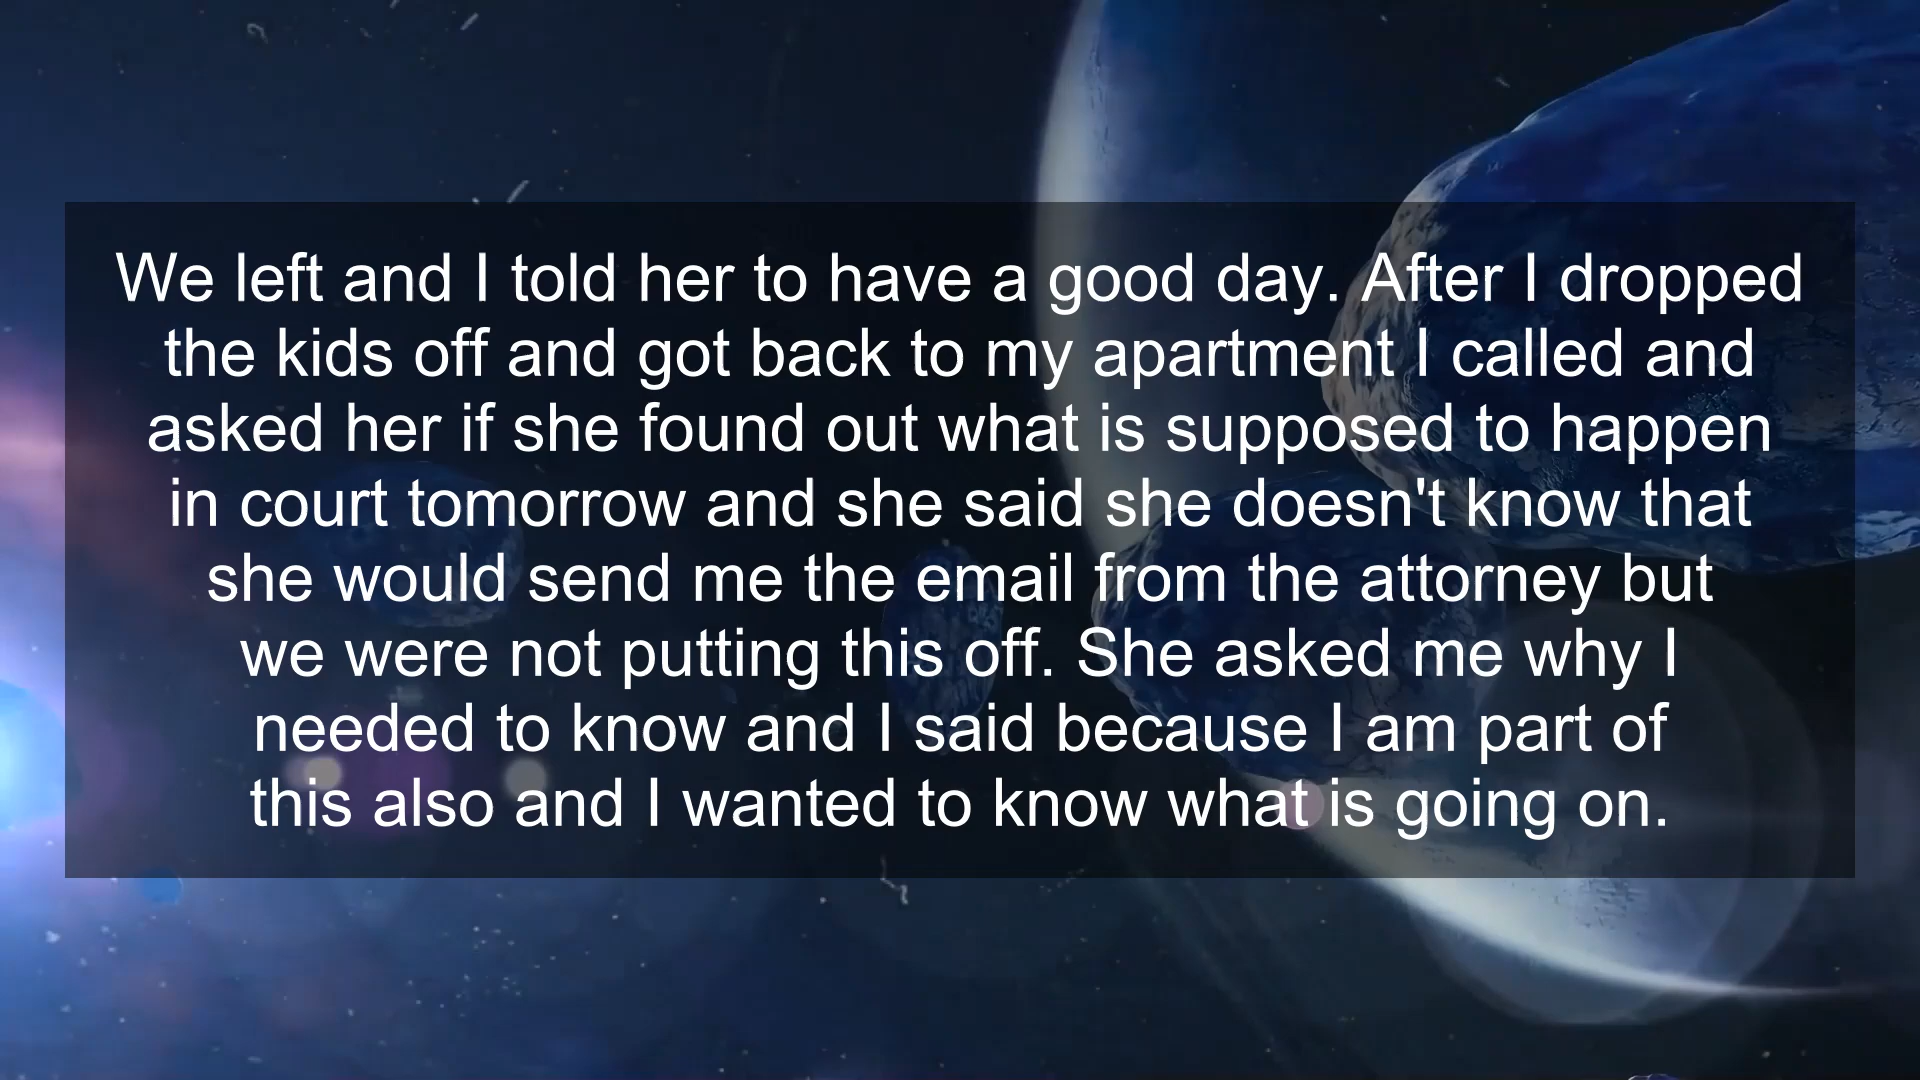 We left and I told her to have a good day. After I dropped
the kids off and got back to my apartment I called and
asked her if she found out what is supposed to happen
in court tomorrow and she said she doesn't know that
she would send me the email from the attorney but
we were not putting this off. She asked me why I
needed to know and I said because I am part of
this also and I wanted to know what is going on.